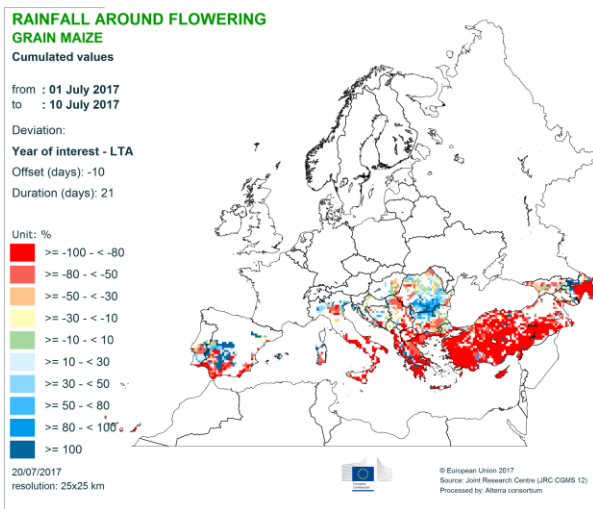 RAINFALL AROUND FLOWERING
GRAIN MAIZE
Cumulated values
from : 01 July 2017
to : 10 July 2017
Deviation:
Year of interest - LTA
Offset (days): -10
Duration (days): 21
Unit: %
>= -100 - < -80
>= -80 - < -50
>= -50 - < -30
>= -30 - < -10
>= -10 - < 10
>= 10 - < 30
>= 30 - < 50
>= 50 - < 80
>= 80 - < 100
>= 100
20/07/2017
resolution: 25x25 km
© European Union 2017
Source: Joint Research Centre (JRC CGMS 12)
Processed by: Alterra consortium